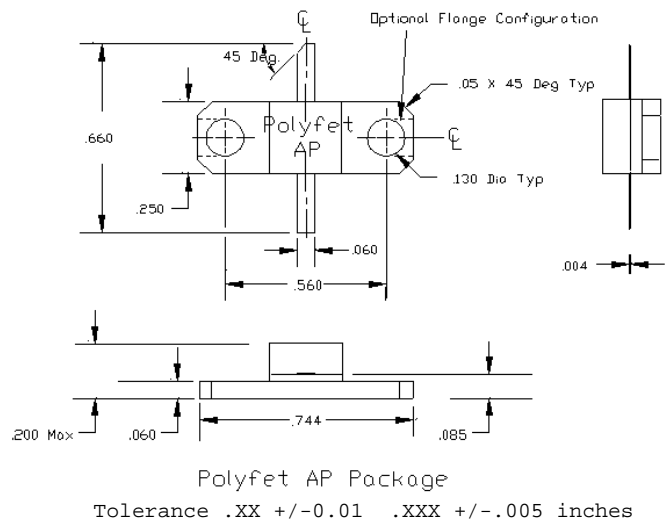 ℄
Optional Flange Configuration
45 Deg.
.05 X 45 Deg Typ
.660
Polyfet
AP
℄
.130 Dia Typ
.250
.060
.004
.560
.200 Max
.060
.744
.085
Polyfet AP Package
Tolerance .XX +/-0.01 .XXX +/-.005 inches